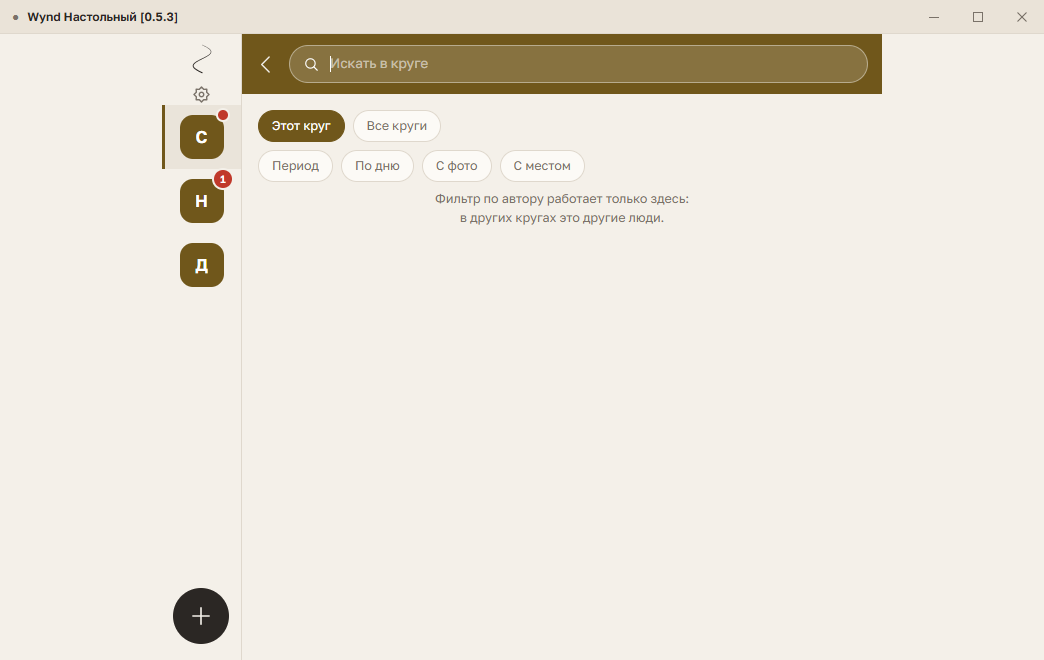 Wynd Настольный [0.5.3]
Искать в круге
С
Этот круг
Все круги
Период
По дню
С фото
С местом
Н
1
Фильтр по автору работает только здесь:
в других кругах это другие люди.
Д